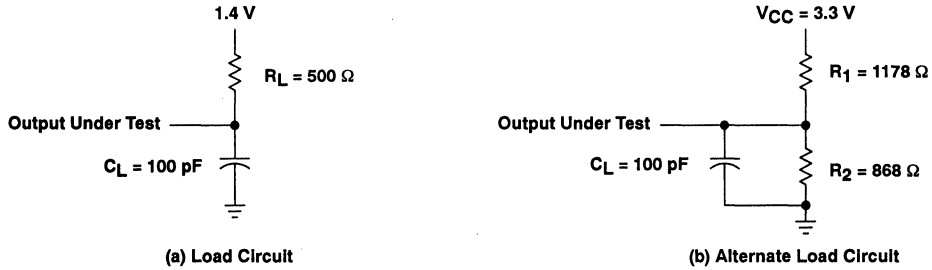 1.4 V
RL = 500 Ω
Output Under Test
CL = 100 pF
(a) Load Circuit
VCC = 3.3 V
R1 = 1178 Ω
Output Under Test
CL = 100 pF
R2 = 868 Ω
(b) Alternate Load Circuit